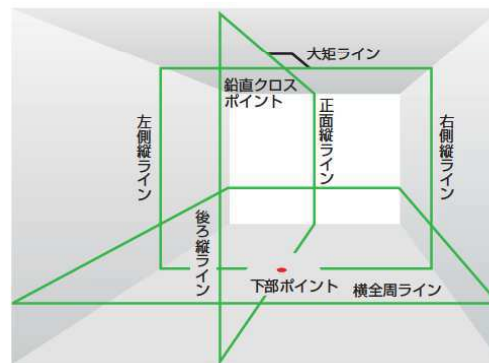 大矩ライン
鉛直クロス
ポイント
正面縦ライン
左側縦ライン
右側縦ライン
後ろ縦ライン
下部ポイント
横全周ライン